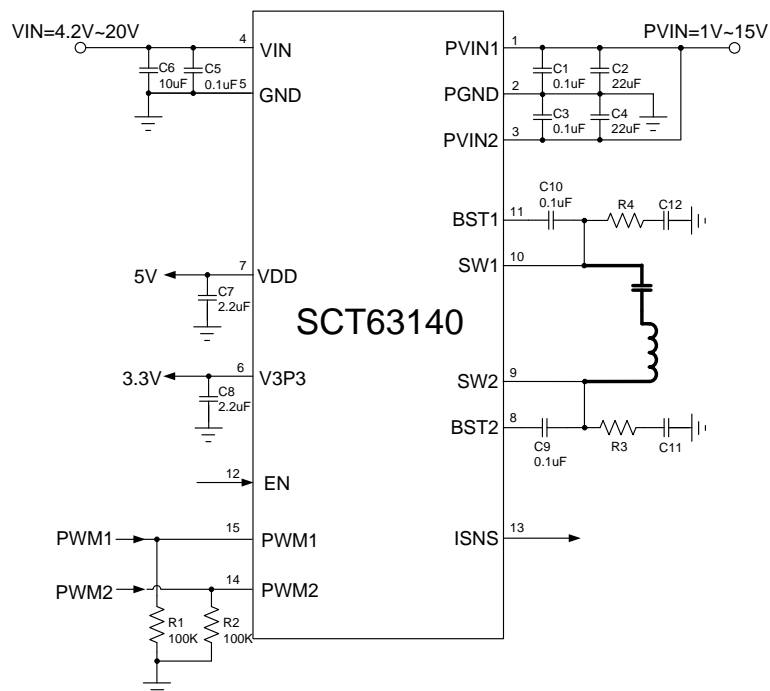 VIN=4.2V~20V
PVIN=1V~15V
4
VIN
PVIN1
1
C6
10uF
C5
0.1uF
C1
0.1uF
C2
22uF
5
GND
PGND
2
C3
0.1uF
C4
22uF
PVIN2
3
C10
0.1uF
R4
C12
BST1
11
SW1
10
5V
7
VDD
C7
2.2uF
SCT63140
3.3V
6
V3P3
C8
2.2uF
SW2
9
BST2
8
C9
0.1uF
R3
C11
12
EN
PWM1
15
PWM1
ISNS
13
PWM2
14
PWM2
R1
100K
R2
100K